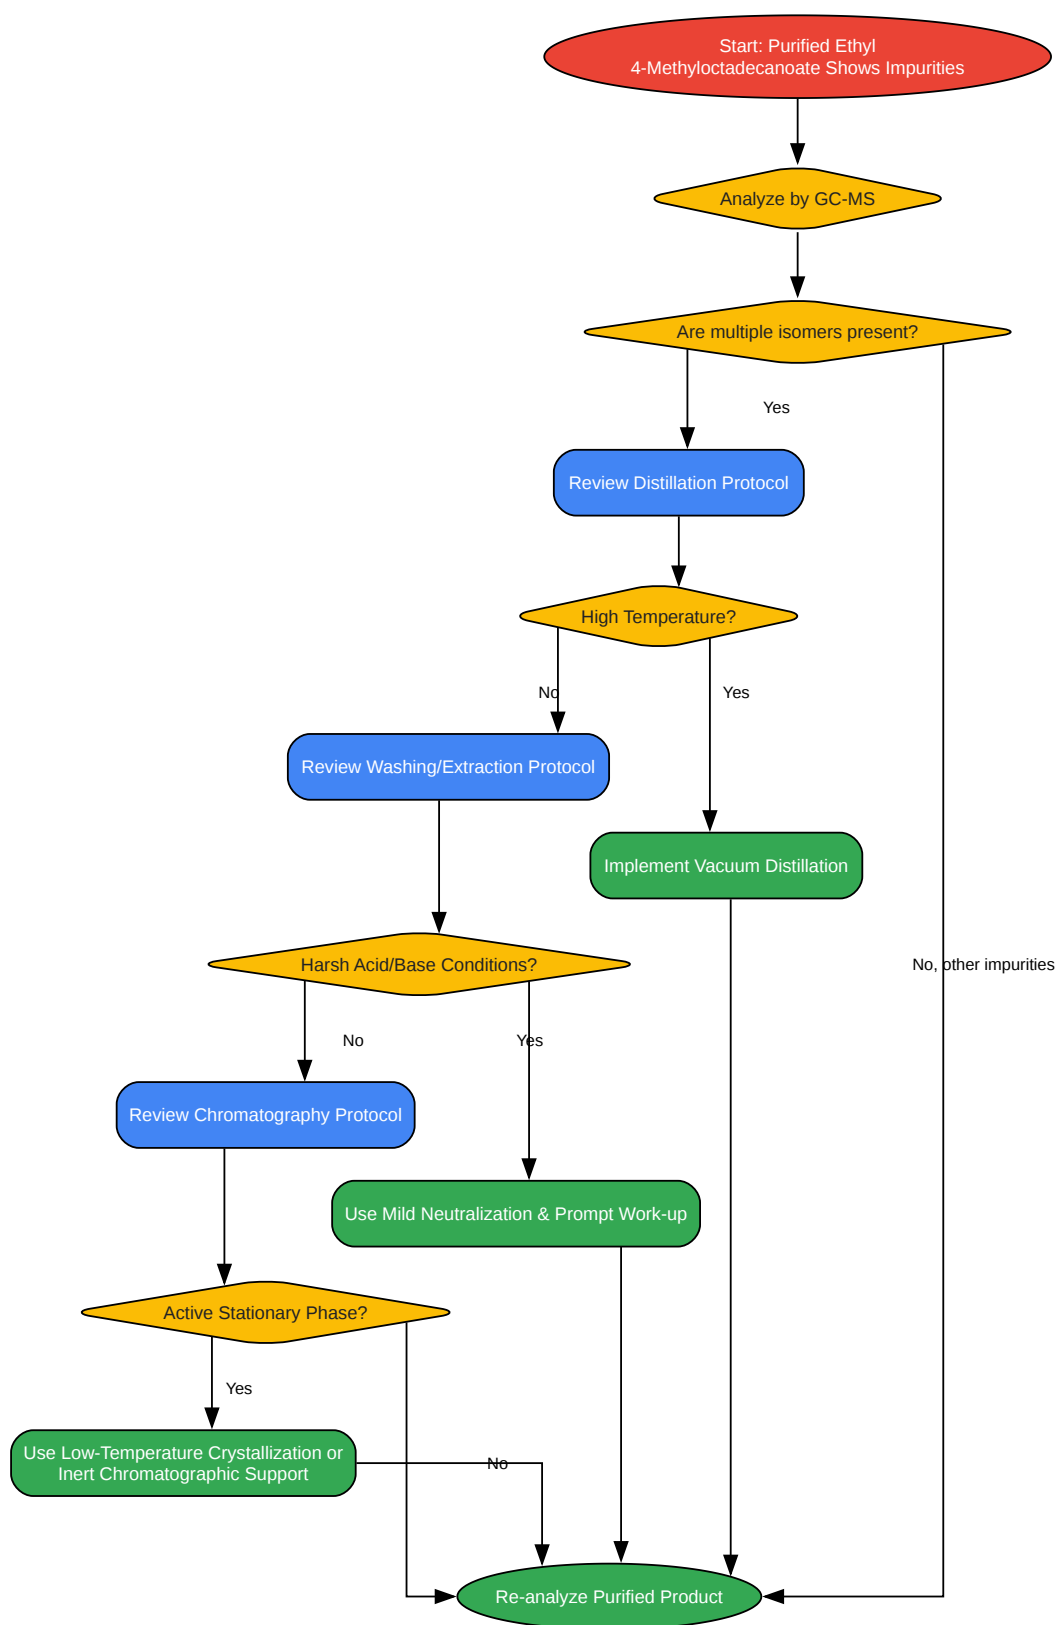 Start: Purified Ethyl
4-Methyloctadecanoate Shows Impurities
Analyze by GC-MS
Are multiple isomers present?
Yes
Review Distillation Protocol
High Temperature?
No
Yes
Review Washing/Extraction Protocol
Implement Vacuum Distillation
Harsh Acid/Base Conditions?
No, other impurities
No
Yes
Review Chromatography Protocol
Use Mild Neutralization & Prompt Work-up
Active Stationary Phase?
Yes
Use Low-Temperature Crystallization or
Inert Chromatographic Support
No
Re-analyze Purified Product